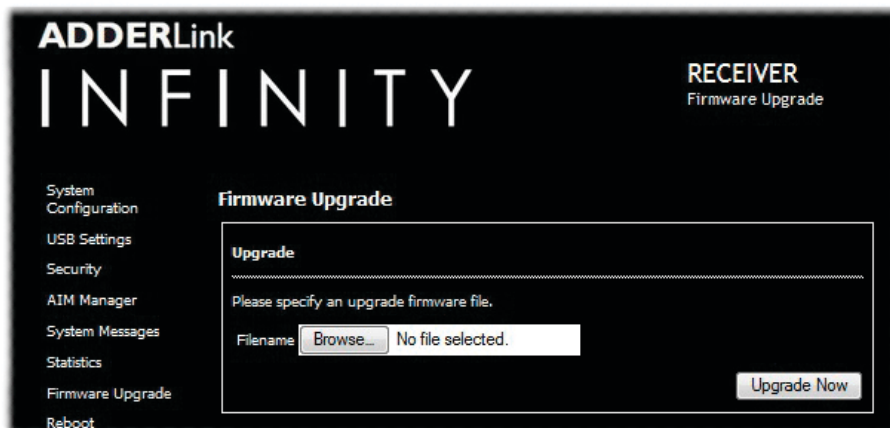 ADDERLink
INFINITY
RECEIVER
Firmware Upgrade
System
Configuration
USB Settings
Security
AIM Manager
System Messages
Statistics
Firmware Upgrade
Reboot
Firmware Upgrade
Upgrade
Please specify an upgrade firmware file.
Filename Browse... No file selected.
Upgrade Now